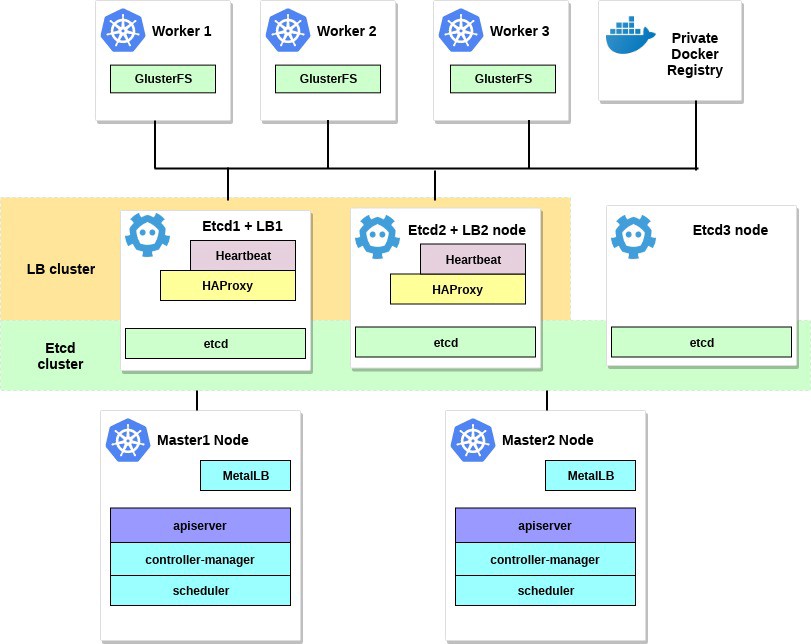 Worker 1
GlusterFS
Worker 2
GlusterFS
Worker 3
GlusterFS
Private
Docker
Registry
LB cluster
Etcd1 + LB1
Heartbeat
HAProxy
etcd
Etcd2 + LB2 node
Heartbeat
HAProxy
etcd
Etcd3 node
etcd
Etcd
cluster
Master1 Node
MetalLB
apiserver
controller-manager
scheduler
Master2 Node
MetalLB
apiserver
controller-manager
scheduler